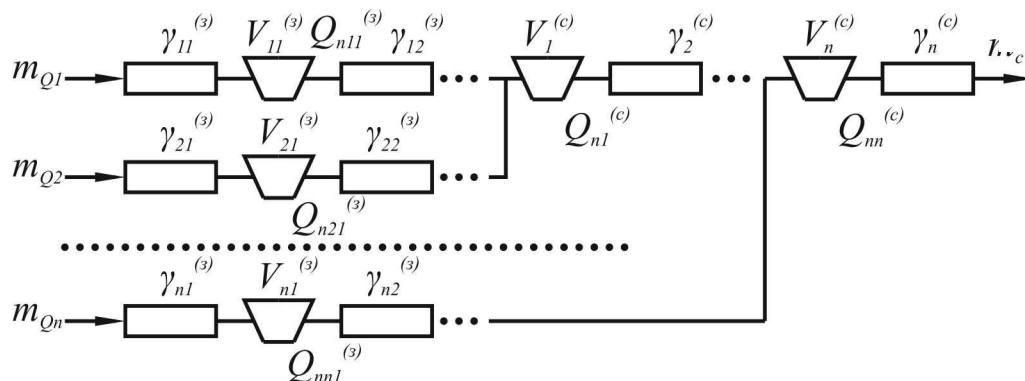 γ11(з) V11(з) Qn11(з) γ12(з) V1(c) γ2(c) Vn(c) γn(c)
mQ1 ••• •••
Qn1(c) Qnn(c)
γ21(з) V21(з) γ22(з)
mQ2 •••
Qn21(з)
γn1(з) Vn1(з) γn2(з)
mQn •••
Qnn1(з)